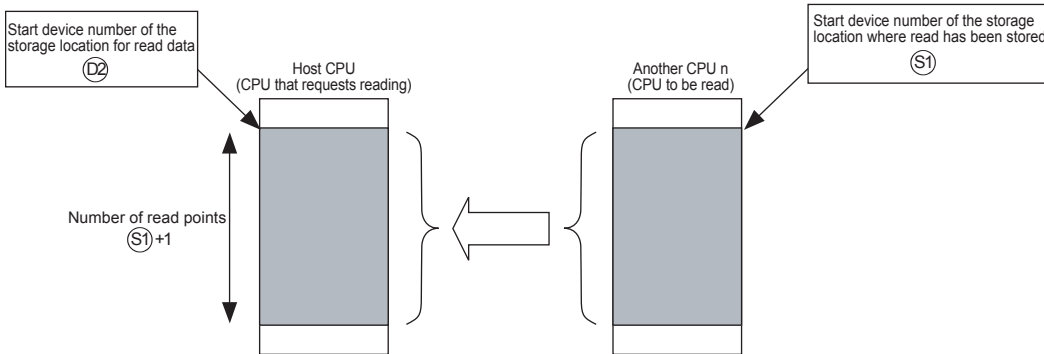 Start device number of the
storage location for read data
D2
Host CPU
(CPU that requests reading)
Another CPU n
(CPU to be read)
Start device number of the storage
location where read has been stored
S1
Number of read points
S1+1